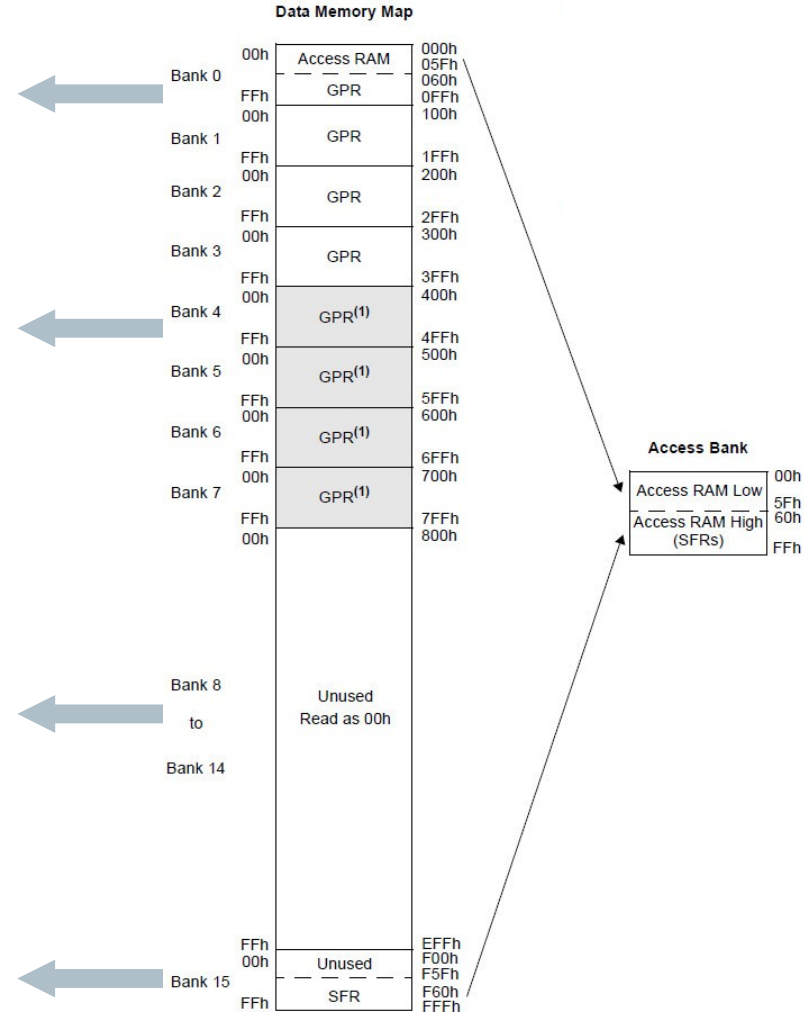 Data Memory Map
00h
Access RAM
000h
05Fh
Bank 0
060h
FFh
GPR
0FFh
00h
100h
Bank 1
GPR
FFh
1FFh
00h
200h
Bank 2
GPR
FFh
2FFh
00h
300h
Bank 3
GPR
FFh
3FFh
00h
400h
Bank 4
GPR(1)
FFh
4FFh
00h
500h
Bank 5
GPR(1)
FFh
5FFh
00h
600h
Bank 6
GPR(1)
FFh
6FFh
00h
700h
Bank 7
GPR(1)
FFh
7FFh
00h
800h
Bank 8
to
Bank 14
Unused
Read as 00h
FFh
EFFh
00h
Unused
F00h
F5Fh
Bank 15
SFR
F60h
FFh
FFFh
Access Bank
00h
Access RAM Low
5Fh
Access RAM High
60h
(SFRs)
FFh